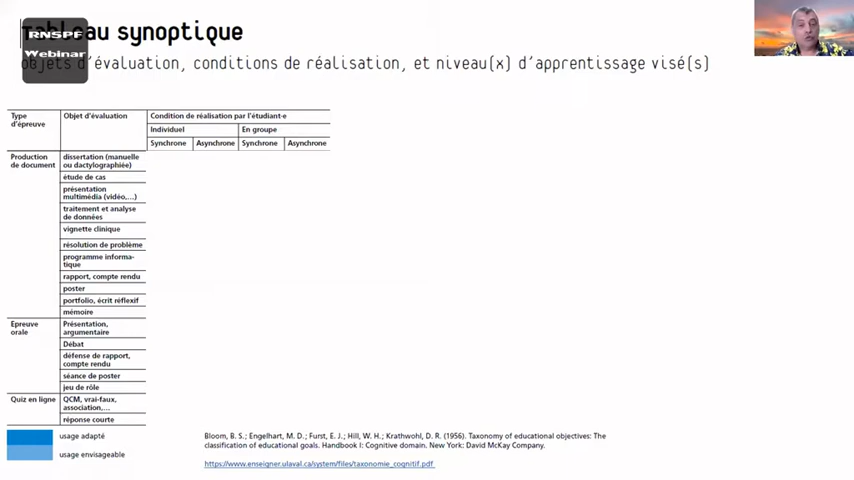 Tableau synoptique
RNSPF
Webinar
objets d'évaluation, conditions de réalisation, et niveau(x) d'apprentissage visé(s)
Type d'épreuve
Objet d'évaluation
Condition de réalisation par l'étudiant·e
Individuel
En groupe
Synchrone
Asynchrone
Synchrone
Asynchrone
Production de document
dissertation (manuelle
ou dactylographiée)
étude de cas
présentation
multimédia (vidéo,...)
traitement et analyse
de données
vignette clinique
résolution de problème
programme informa-
tique
rapport, compte rendu
poster
portfolio, écrit réflexif
mémoire
Epreuve orale
Présentation,
argumentaire
Débat
défense de rapport,
compte rendu
séance de poster
jeu de rôle
Quiz en ligne
QCM, vrai-faux,
association,...
réponse courte
usage adapté
usage envisageable
Bloom, B. S.; Engelhart, M. D.; Furst, E. J.; Hill, W. H.; Krathwohl, D. R. (1956). Taxonomy of educational objectives: The
classification of educational goals. Handbook I: Cognitive domain. New York: David McKay Company.
https://www.enseigner.ulaval.ca/system/files/taxonomie_cognitif.pdf